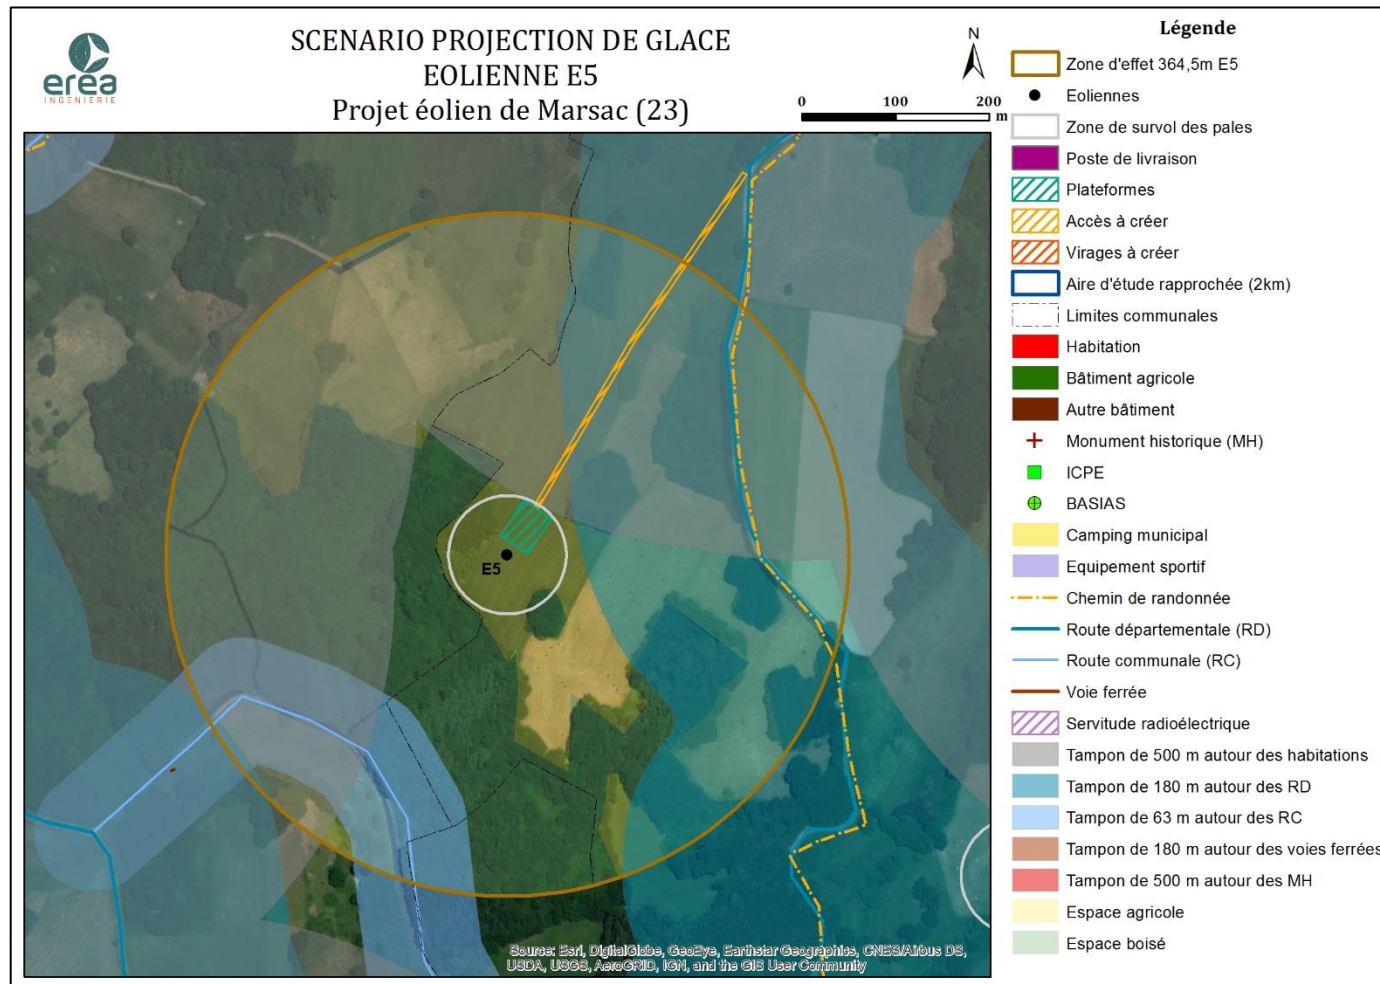 erea
INGENIERIE
SCENARIO PROJECTION DE GLACE
EOLIENNE E5
Projet éolien de Marsac (23)
N
0 100 200
m
E5
Source: Esri, DigitalGlobe, GeoEye, Earthstar Geographics, CNES/Airbus DS,
USDA, USGS, AeroGRID, IGN, and the GIS User Community
Légende
Zone d'effet 364,5m E5
Eoliennes
Zone de survol des pales
Poste de livraison
Plateformes
Accès à créer
Virages à créer
Aire d'étude rapprochée (2km)
Limites communales
Habitation
Bâtiment agricole
Autre bâtiment
Monument historique (MH)
ICPE
BASIAS
Camping municipal
Equipement sportif
Chemin de randonnée
Route départementale (RD)
Route communale (RC)
Voie ferrée
Servitude radioélectrique
Tampon de 500 m autour des habitations
Tampon de 180 m autour des RD
Tampon de 63 m autour des RC
Tampon de 180 m autour des voies ferrées
Tampon de 500 m autour des MH
Espace agricole
Espace boisé